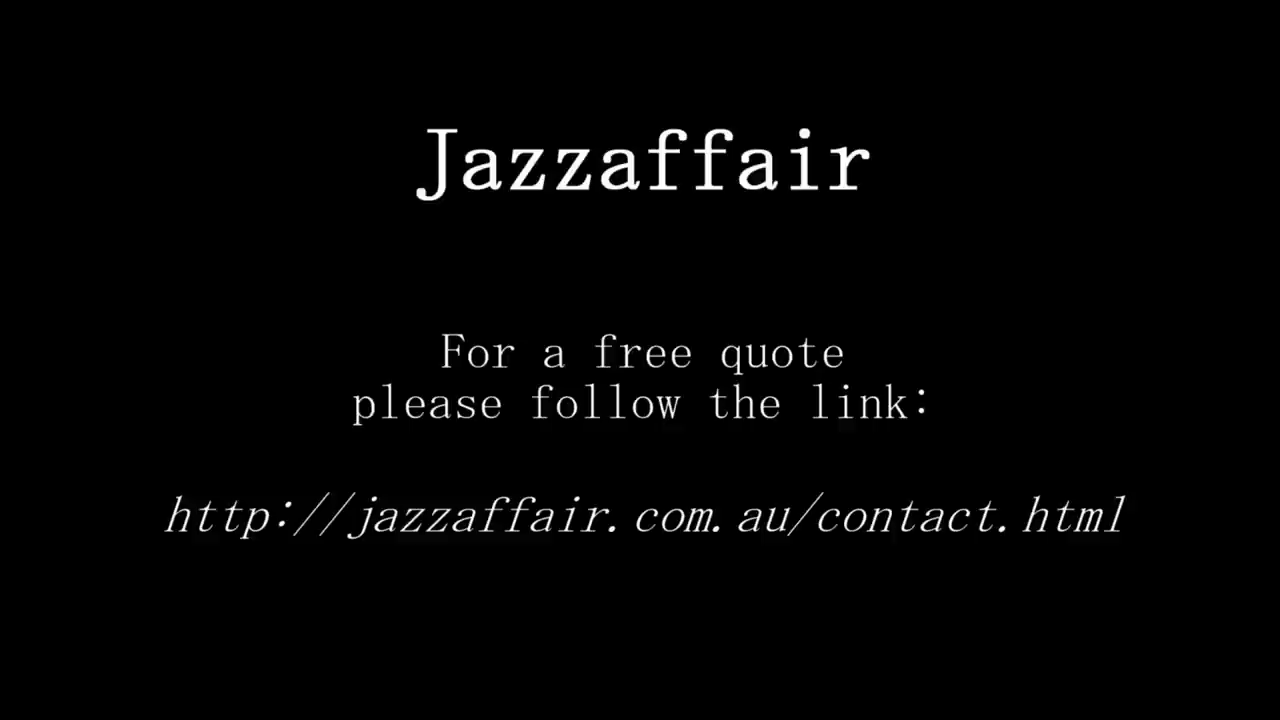 Jazzaffair
For a free quote
please follow the link:
http://jazzaffair.com.au/contact.html